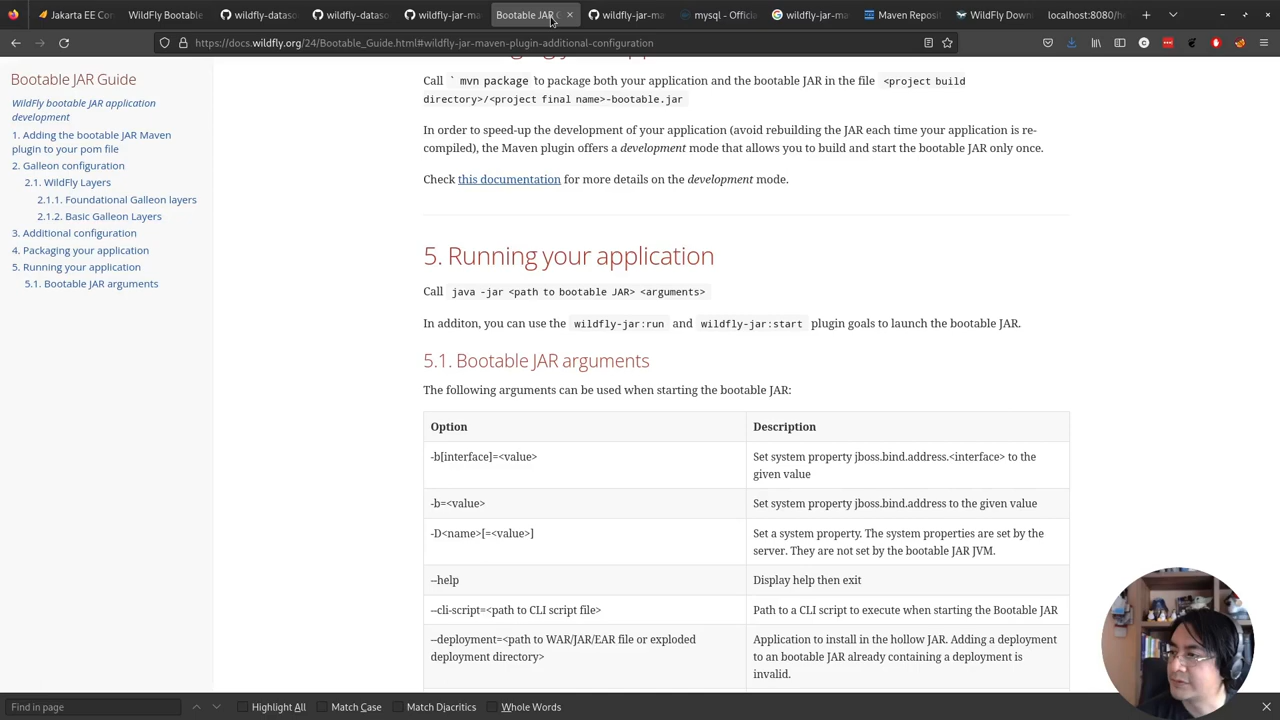 Jakarta EE Cor
WildFly Bootable
wildfly-dataso
wildfly-dataso
wildfly-jar-ma
Bootable JAR G
wildfly-jar-ma
mysql - Officia
wildfly-jar-ma
Maven Reposi
WildFly Down
localhost:8080/he
https://docs.wildfly.org/24/Bootable_Guide.html#wildfly-jar-maven-plugin-additional-configuration
Bootable JAR Guide
WildFly bootable JAR application
development
1. Adding the bootable JAR Maven
plugin to your pom file
2. Galleon configuration
2.1. WildFly Layers
2.1.1. Foundational Galleon layers
2.1.2. Basic Galleon Layers
3. Additional configuration
4. Packaging your application
5. Running your application
5.1. Bootable JAR arguments
Call ` mvn package `to package both your application and the bootable JAR in the file <project build
directory>/<project final name>-bootable.jar
In order to speed-up the development of your application (avoid rebuilding the JAR each time your application is re-
compiled), the Maven plugin offers a development mode that allows you to build and start the bootable JAR only once.
Check this documentation for more details on the development mode.
5. Running your application
Call java -jar <path to bootable JAR> <arguments>
In additon, you can use the wildfly-jar:run and wildfly-jar:start plugin goals to launch the bootable JAR.
5.1. Bootable JAR arguments
The following arguments can be used when starting the bootable JAR:
Option Description
-b[interface]=<value> Set system property jboss.bind.address.<interface> to the
given value
-b=<value> Set system property jboss.bind.address to the given value
-D<name>[=<value>] Set a system property. The system properties are set by the
server. They are not set by the bootable JAR JVM.
--help Display help then exit
--cli-script=<path to CLI script file> Path to a CLI script to execute when starting the Bootable JAR
--deployment=<path to WAR/JAR/EAR file or exploded
deployment directory>
Application to install in the hollow JAR. Adding a deployment
to an bootable JAR already containing a deployment is
invalid.
Find in page
Highlight All
Match Case
Match Diacritics
Whole Words